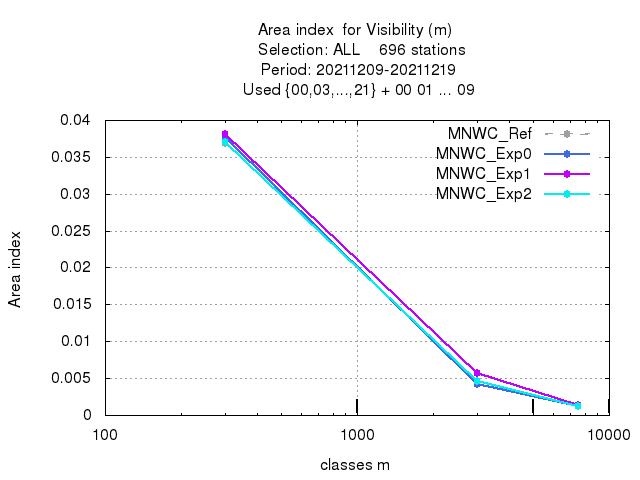 Area index  for Visibility (m)
Selection: ALL    696 stations
Period: 20211209-20211219
Used {00,03,...,21} + 00 01 ... 09
0.04
0.035
0.03
0.025
0.02
0.015
0.01
0.005
0
Area index
MNWC_Ref
MNWC_Exp0
MNWC_Exp1
MNWC_Exp2
100 1000 10000
classes m